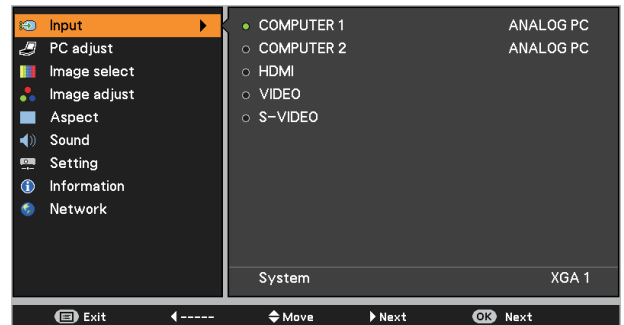 Input
PC adjust
Image select
Image adjust
Aspect
Sound
Setting
Information
Network
COMPUTER 1 ANALOG PC
COMPUTER 2 ANALOG PC
HDMI
VIDEO
S-VIDEO
System XGA 1
Exit ----- Move Next OK Next